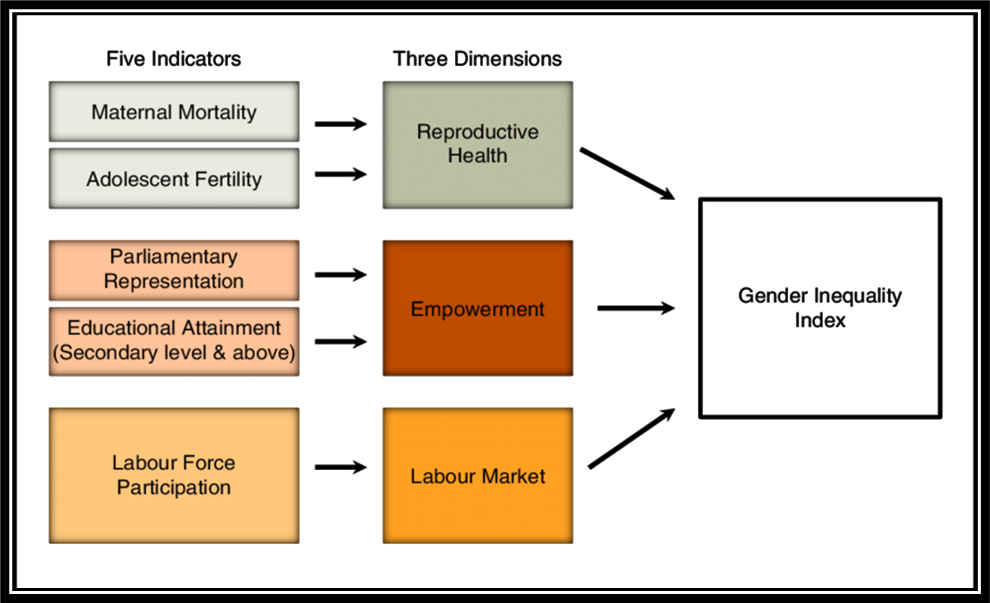 Five Indicators
Three Dimensions
Maternal Mortality
Adolescent Fertility
Reproductive
Health
Parliamentary
Representation
Educational Attainment
(Secondary level & above)
Empowerment
Labour Force
Participation
Labour Market
Gender Inequality
Index